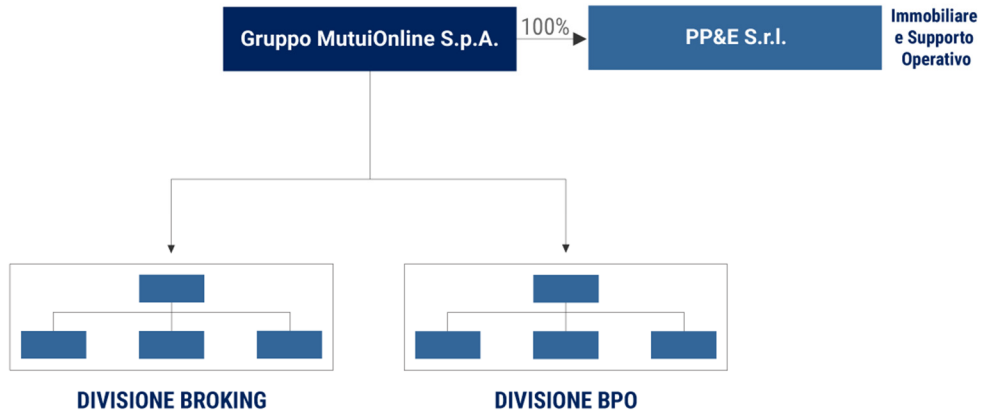 Gruppo MutuiOnline S.p.A.
100%
PP&E S.r.l.
Immobiliare
e Supporto
Operativo
DIVISIONE BROKING
DIVISIONE BPO